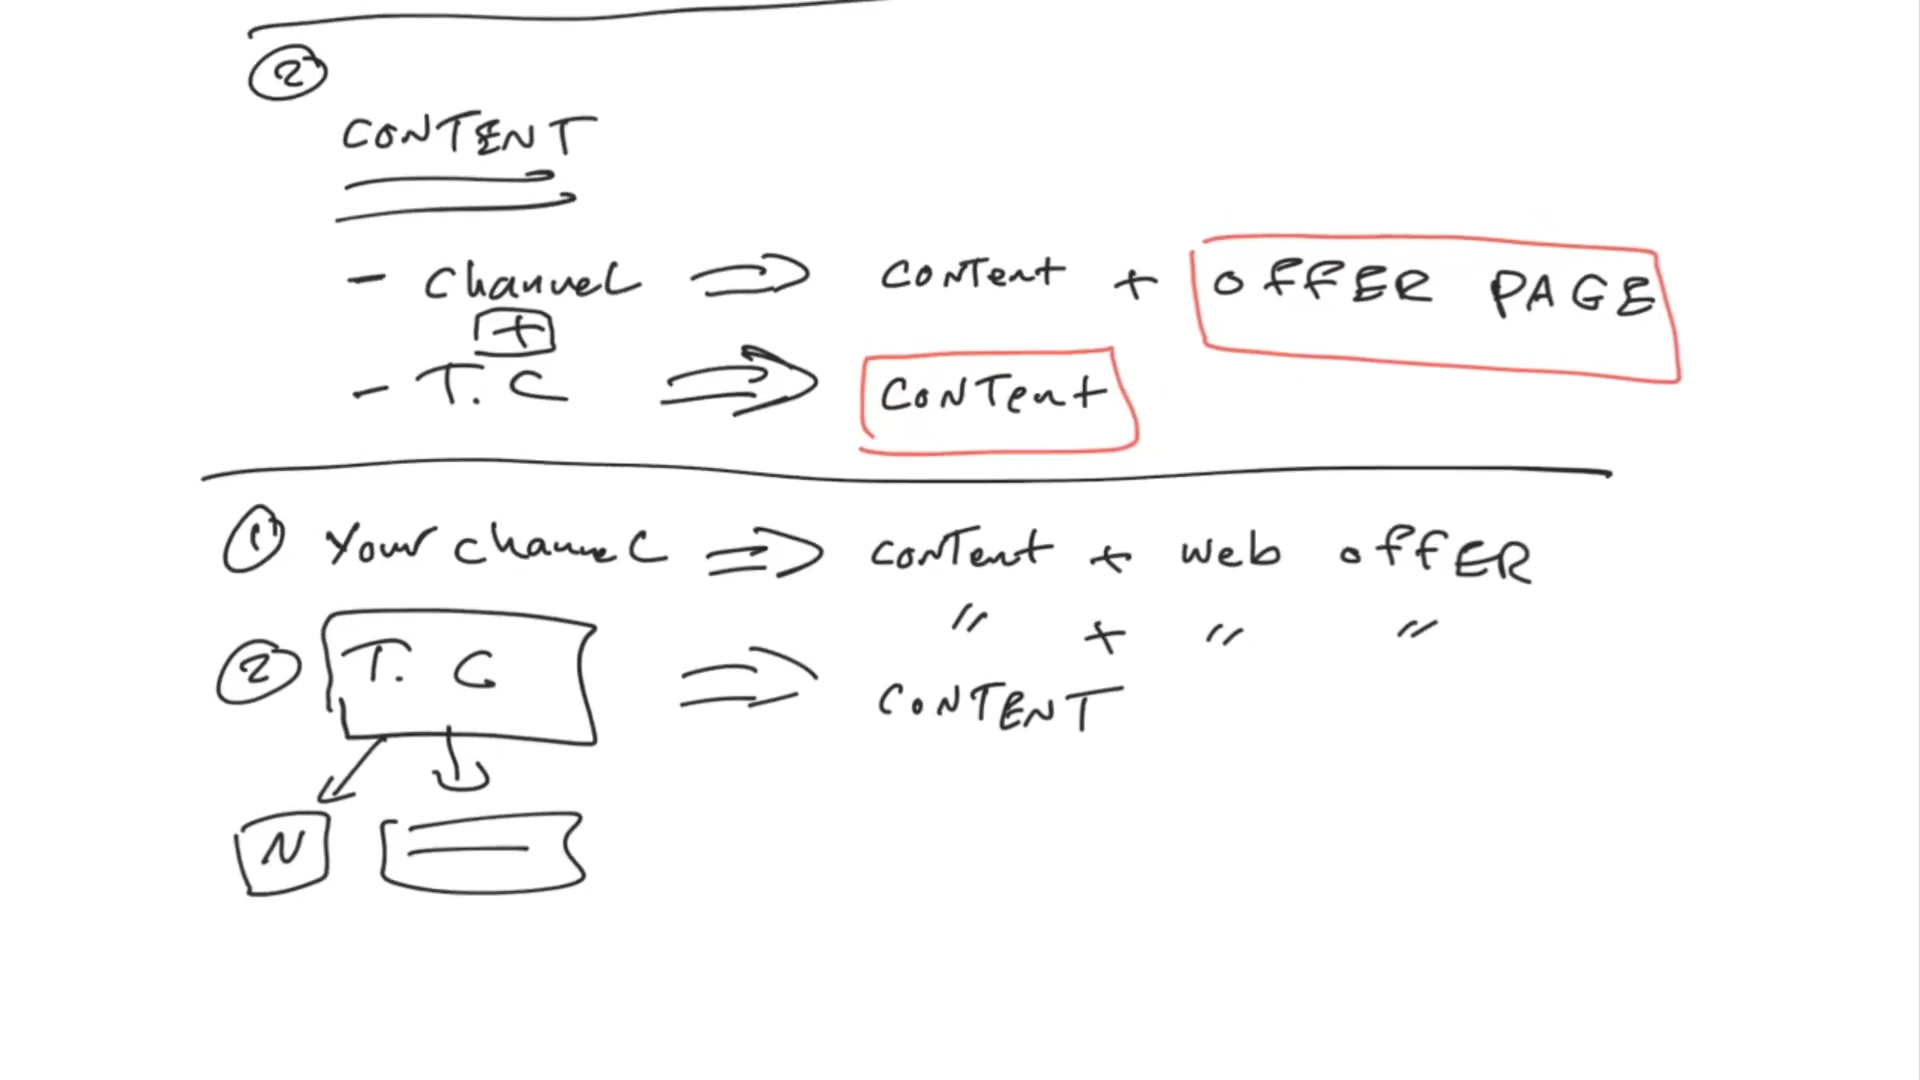 2
CONTENT
- Channel => Content + OFFER PAGE
+
- T. C => Content
1 Your channel => content + web offER
" + " "
2 T. C => CONTENT
N